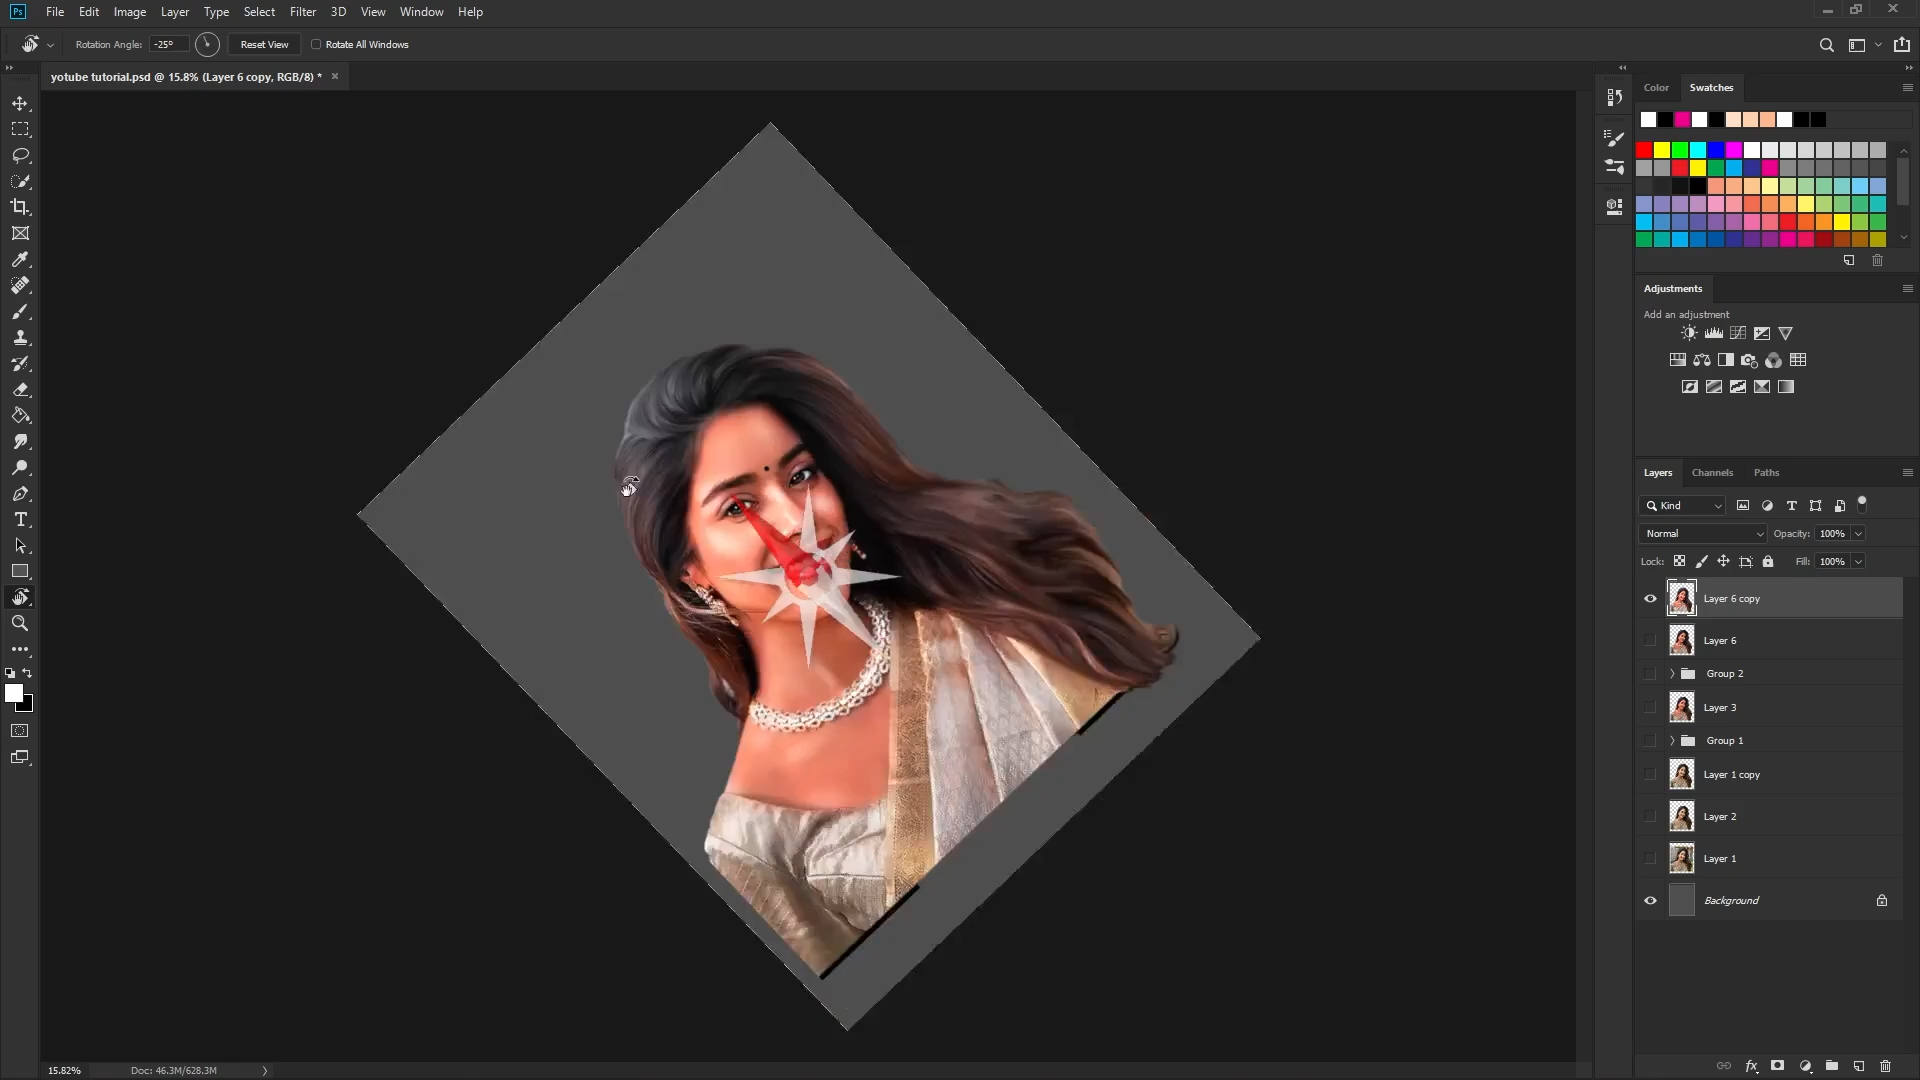 Ps File Edit Image Layer Type Select Filter 3D View Window Help
Rotation Angle: -25° Reset View Rotate All Windows
yotube tutorial.psd @ 15.8% (Layer 6 copy, RGB/8) *
Color Swatches
Adjustments
Add an adjustment
Layers Channels Paths
Kind
Normal Opacity: 100%
Lock: Fill: 100%
Layer 6 copy
Layer 6
Group 2
Layer 3
Group 1
Layer 1 copy
Layer 2
Layer 1
Background
15.82% Doc: 46.3M/628.3M